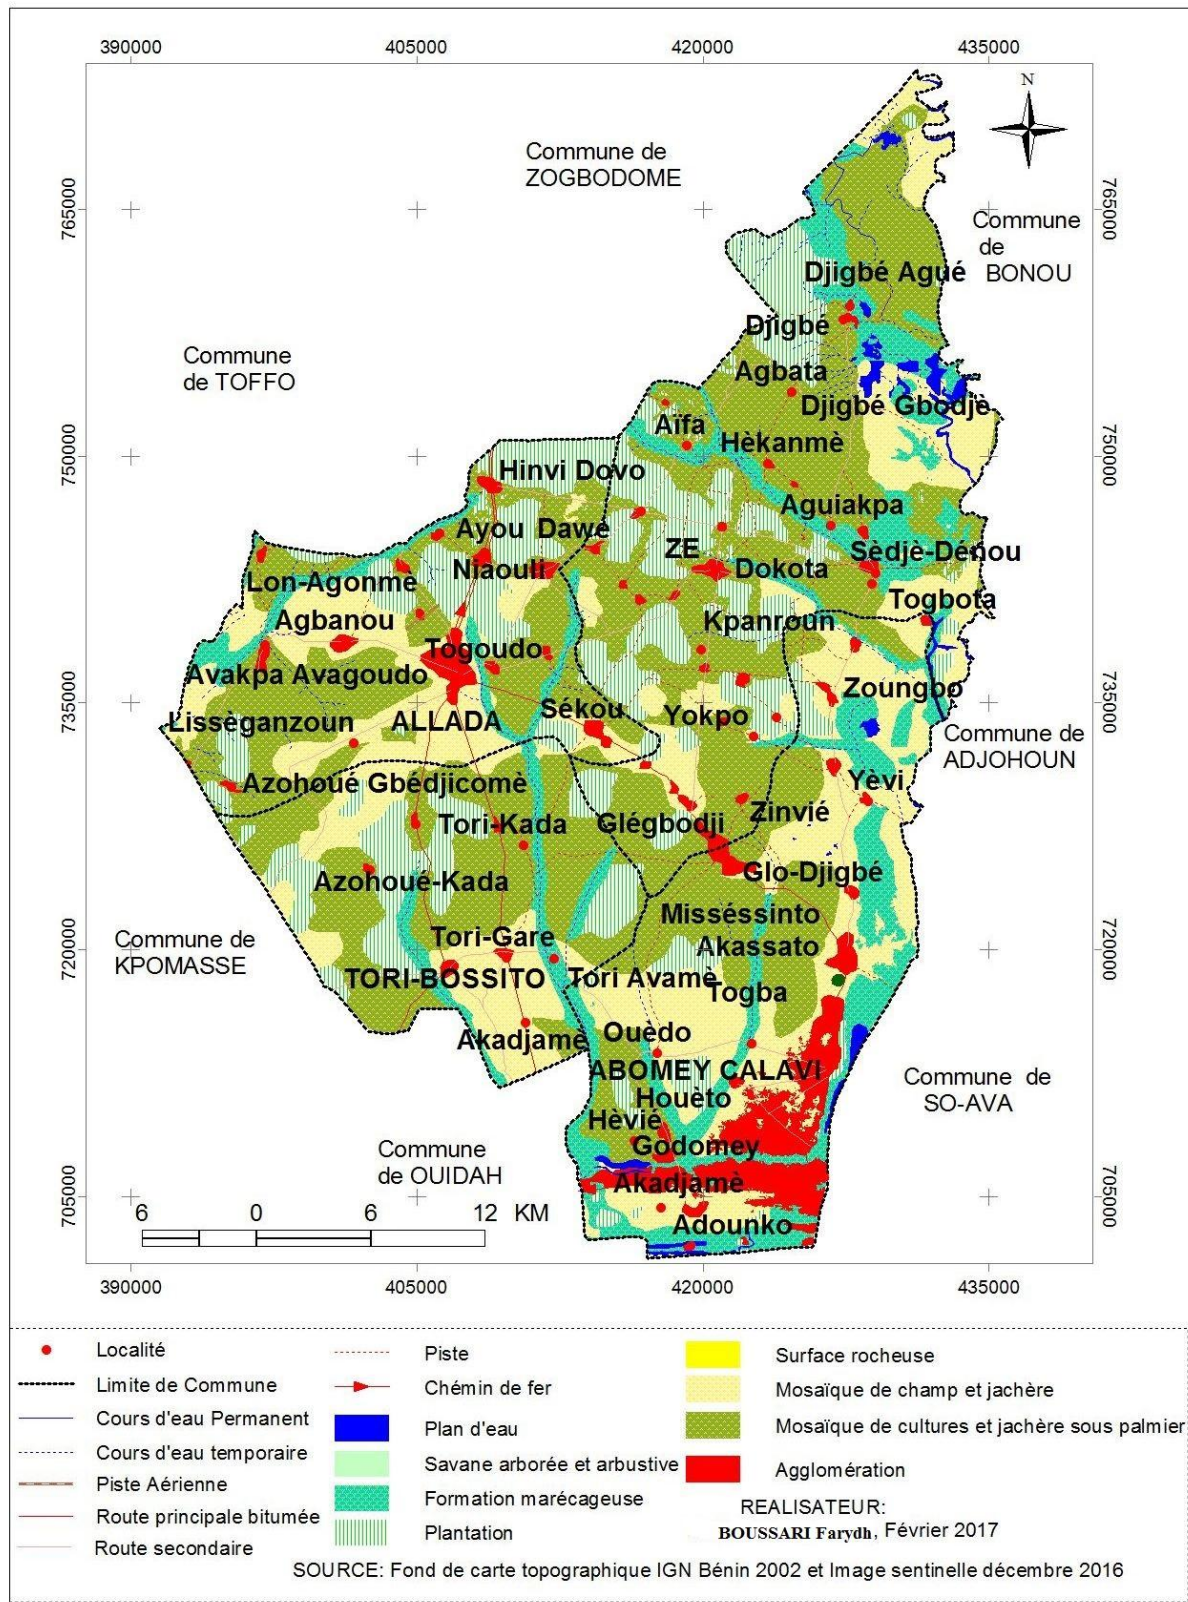 390000 405000 420000 435000
N
Commune de
ZOGBODOME
765000
765000
Commune
de
BONOU
Djigbé Agué
Djigbé
Commune
de TOFFO
Agbata
Djigbé Gbodjè
Aïfa
Hèkanmè
750000
750000
Hinvi Dovo
Aguiakpa
Ayou Dawé
ZE
Sèdjè-Dénou
Niaouli
Dokota
Lon-Agonmè
Togbota
Agbanou
Kpanroun
Togoudo
Avakpa Avagoudo
Zoungbo
735000
735000
Lissèganzoun
ALLADA
Sékou
Yokpo
Commune de
ADJOHOUN
Azohoué Gbédjicomè
Yèvi
Tori-Kada
Glégbodji
Zinvié
Azohoué-Kada
Glo-Djigbé
Misséssinto
Commune de
KPOMASSE
Tori-Gare
Akassato
720000
720000
TORI-BOSSITO
Tori Avamè
Togba
Akadjamè
Ouèdo
ABOMEY CALAVI
Commune de
SO-AVA
Houèto
Hèvié
Godomey
Commune
de OUIDAH
Akadjamè
705000
705000
6 0 6 12 KM
Adounko
390000 405000 420000 435000
Localité
Limite de Commune
Cours d'eau Permanent
Cours d'eau temporaire
Piste Aérienne
Route principale bitumée
Route secondaire
Piste
Chémin de fer
Plan d'eau
Savane arborée et arbustive
Formation marécageuse
Plantation
Surface rocheuse
Mosaïque de champ et jachère
Mosaïque de cultures et jachère sous palmier
Agglomération
REALISATEUR:
BOUSSARI Farydh, Février 2017
SOURCE: Fond de carte topographique IGN Bénin 2002 et Image sentinelle décembre 2016